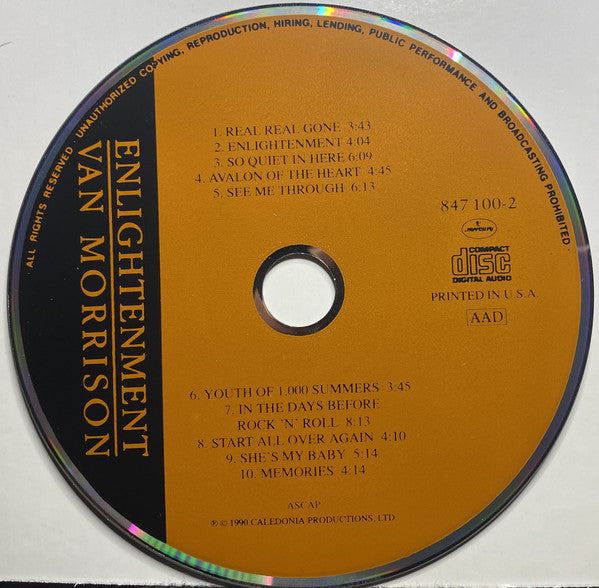 ALL RIGHTS RESERVED · UNAUTHORIZED COPYING, REPRODUCTION, HIRING, LENDING, PUBLIC PERFORMANCE AND BROADCASTING PROHIBITED ·
ENLIGHTENMENT
VAN MORRISON
1. REAL REAL GONE 3:43
2. ENLIGHTENMENT 4:04
3. SO QUIET IN HERE 6:09
4. AVALON OF THE HEART 4:45
5. SEE ME THROUGH 6:13
847 100-2
mercury
COMPACT
disc
DIGITAL AUDIO
PRINTED IN U.S.A.
AAD
6. YOUTH OF 1,000 SUMMERS 3:45
7. IN THE DAYS BEFORE
ROCK 'N' ROLL 8:13
8. START ALL OVER AGAIN 4:10
9. SHE'S MY BABY 5:14
10. MEMORIES 4:14
ASCAP
℗ © 1990 CALEDONIA PRODUCTIONS, LTD